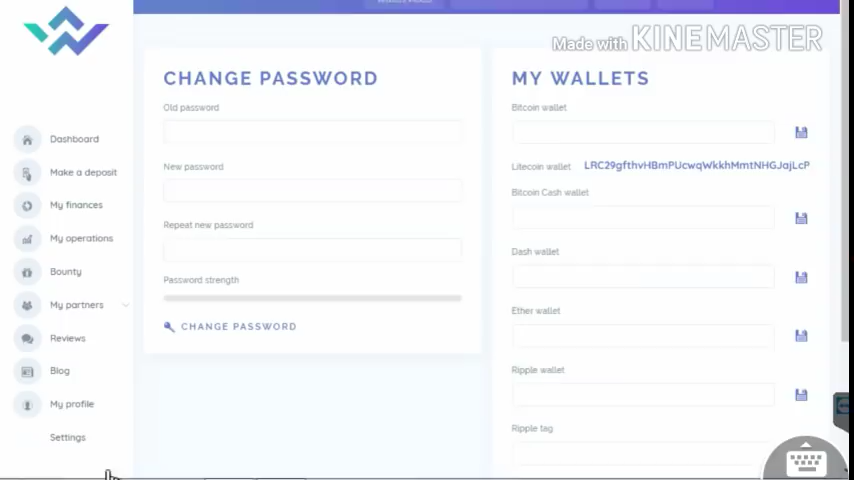 Made with KINEMASTER
CHANGE PASSWORD
Old password
New password
Repeat new password
Password strength
CHANGE PASSWORD
MY WALLETS
Bitcoin wallet
Litecoin wallet LRC29gfthvHBmPUcwqWkkhMmtNHGJajLcP
Bitcoin Cash wallet
Dash wallet
Ether wallet
Ripple wallet
Ripple tag
Dashboard
Make a deposit
My finances
My operations
Bounty
My partners
Reviews
Blog
My profile
Settings